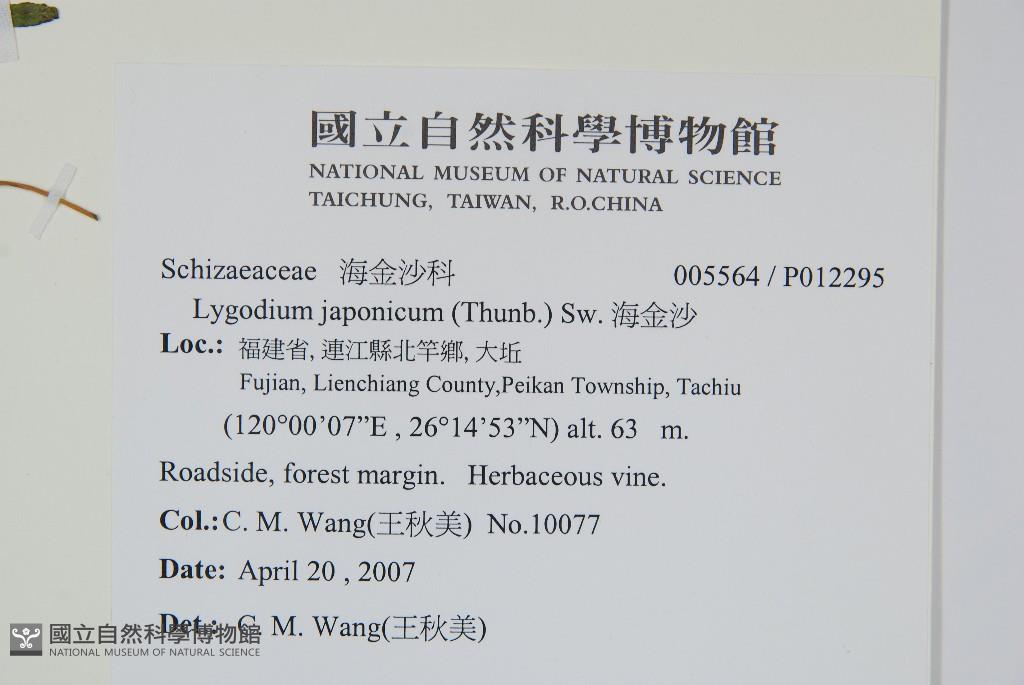 國立自然科學博物館
NATIONAL MUSEUM OF NATURAL SCIENCE
TAICHUNG, TAIWAN, R.O.CHINA
Schizaeaceae 海金沙科 005564 / P012295
Lygodium japonicum (Thunb.) Sw. 海金沙
Loc.: 福建省, 連江縣北竿鄉, 大坵
Fujian, Lienchiang County,Peikan Township, Tachiu
(120°00’07”E , 26°14’53”N) alt. 63 m.
Roadside, forest margin. Herbaceous vine.
Col.: C. M. Wang(王秋美) No.10077
Date: April 20 , 2007
Det.: C. M. Wang(王秋美)
國立自然科學博物館
NATIONAL MUSEUM OF NATURAL SCIENCE